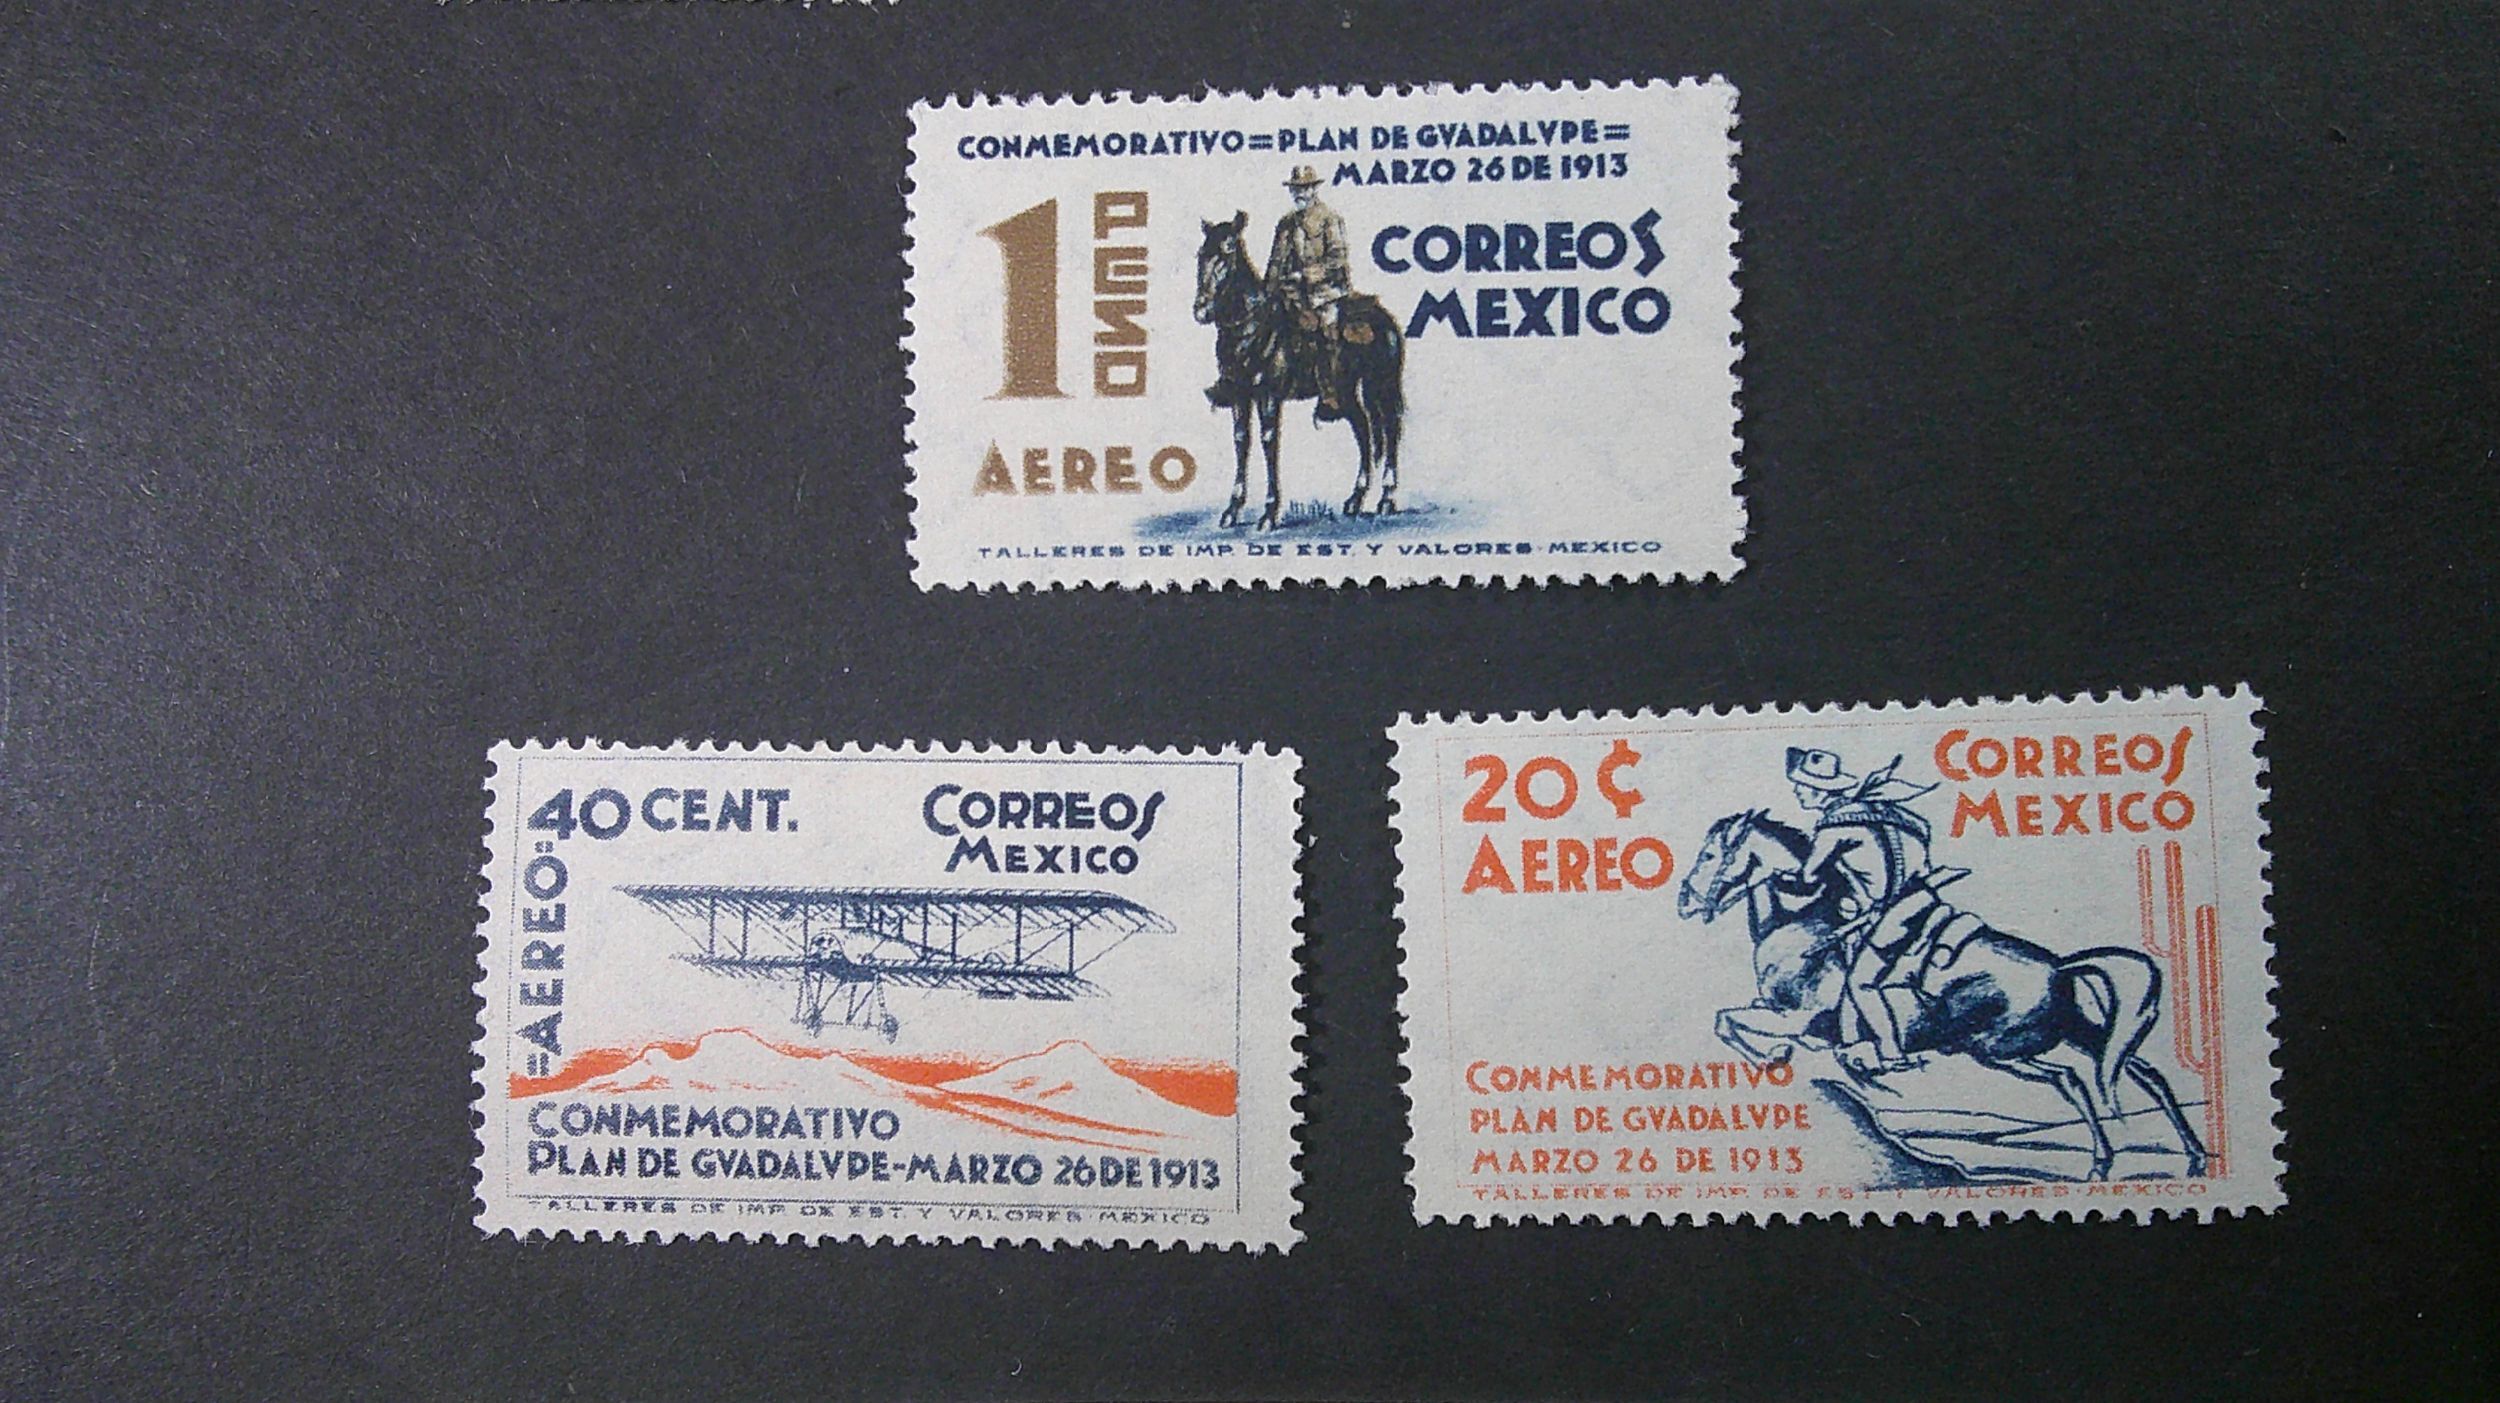 CONMEMORATIVO=PLAN DE GVADALVPE=
MARZO 26 DE 1913
1 PESO
CORREOS
MEXICO
AEREO
TALLERES DE IMP. DE EST. Y VALORES-MEXICO
40 CENT.
CORREOS
MEXICO
=AEREO=
CONMEMORATIVO
PLAN DE GVADALVPE-MARZO 26 DE 1913
TALLERES DE IMP. DE EST. Y VALORES-MEXICO
20 ¢
AEREO
CORREOS
MEXICO
CONMEMORATIVO
PLAN DE GVADALVPE
MARZO 26 DE 1913
TALLERES DE IMP. DE EST. Y VALORES-MEXICO